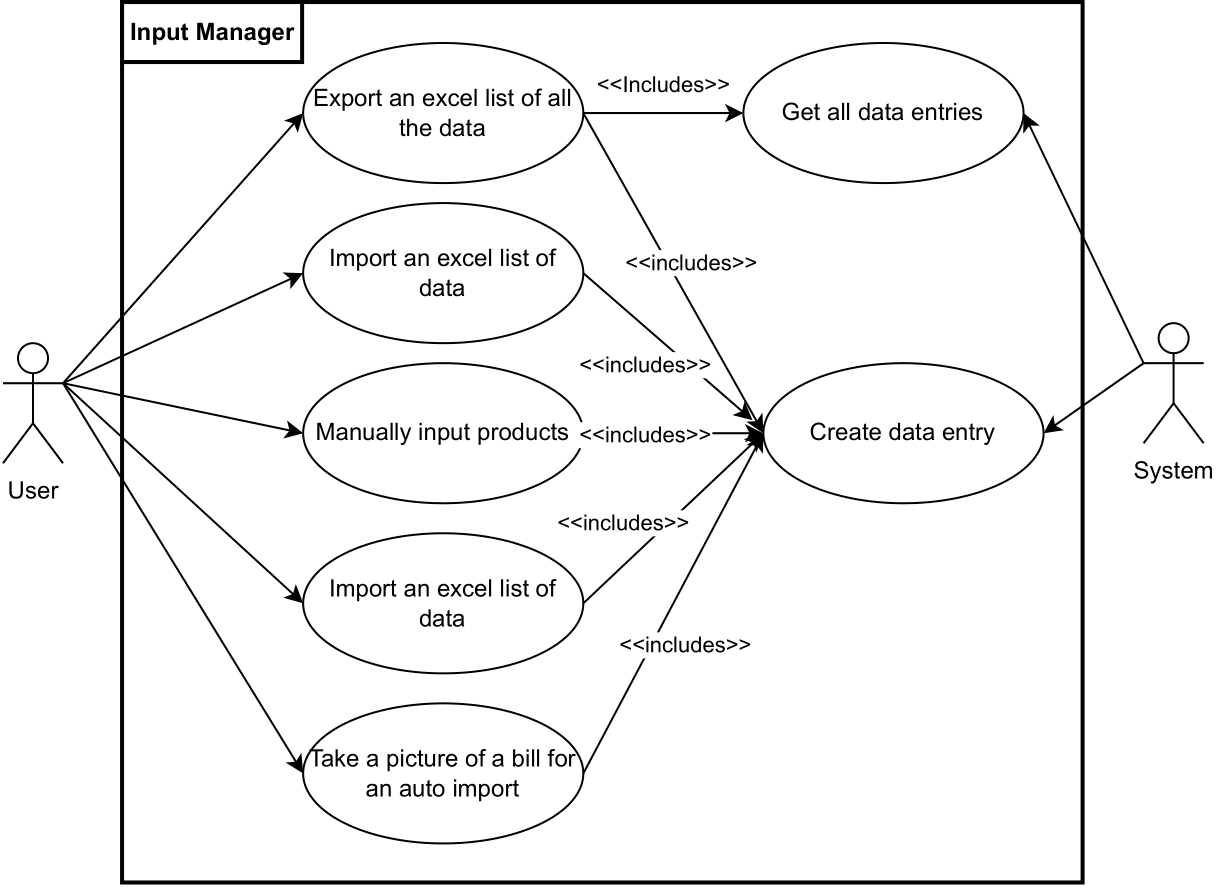 Input Manager
Export an excel list of all
the data
<<Includes>>
Get all data entries
Import an excel list of
data
<<includes>>
<<includes>>
Manually input products
<<includes>>
Create data entry
User
System
Import an excel list of
data
<<includes>>
<<includes>>
Take a picture of a bill for
an auto import